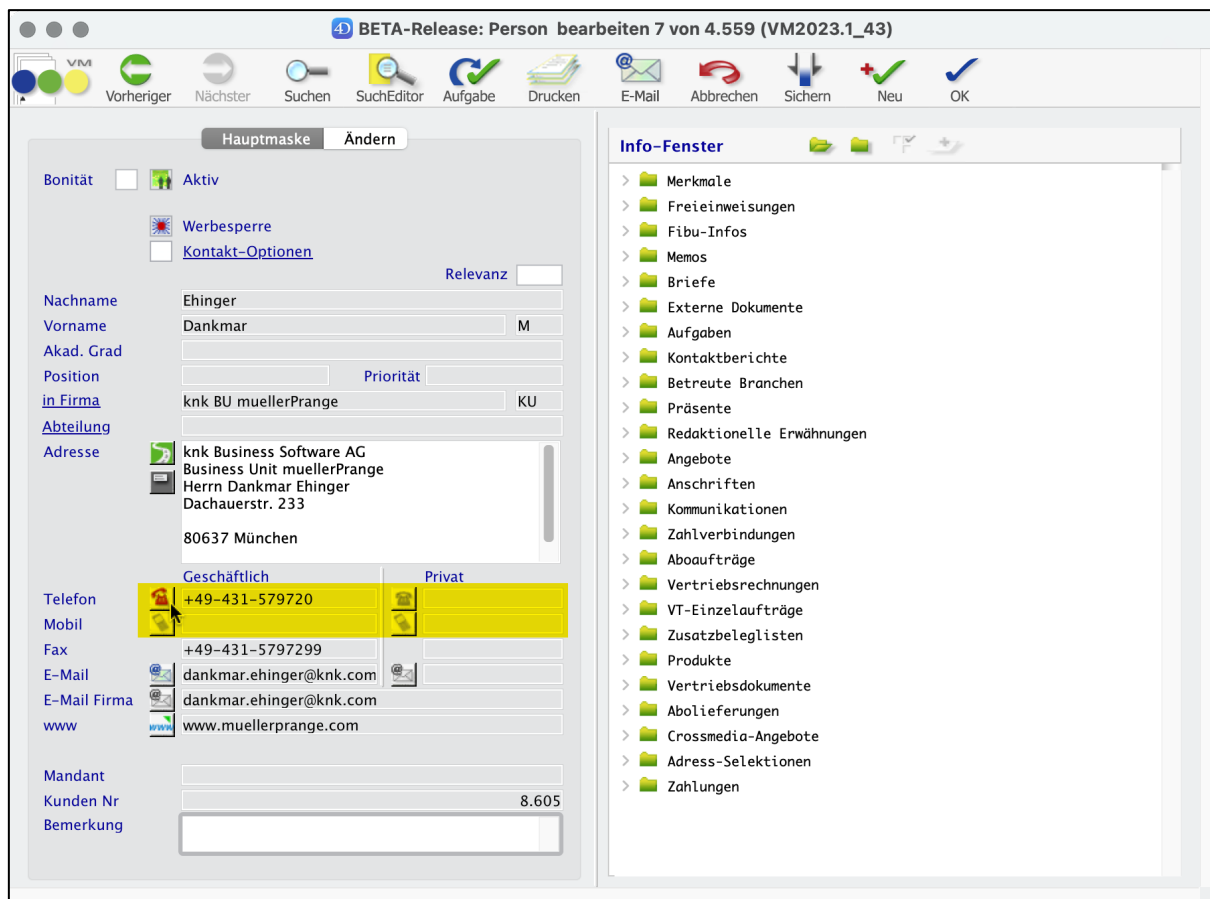 BETA-Release: Person bearbeiten 7 von 4.559 (VM2023.1_43)
VM
Vorheriger Nächster Suchen SuchEditor Aufgabe Drucken E-Mail Abbrechen Sichern Neu OK
Hauptmaske Ändern
Bonität Aktiv
Werbesperre
Kontakt-Optionen
Relevanz
Nachname Ehinger
Vorname Dankmar M
Akad. Grad
Position Priorität
in Firma knk BU muellerPrange KU
Abteilung
Adresse knk Business Software AG
Business Unit muellerPrange
Herrn Dankmar Ehinger
Dachauerstr. 233
80637 München
Geschäftlich Privat
Telefon +49-431-579720
Mobil
Fax +49-431-5797299
E-Mail dankmar.ehinger@knk.com
E-Mail Firma dankmar.ehinger@knk.com
www www www.muellerprange.com
Mandant
Kunden Nr 8.605
Bemerkung
Info-Fenster
Merkmale
Freieinweisungen
Fibu-Infos
Memos
Briefe
Externe Dokumente
Aufgaben
Kontaktberichte
Betreute Branchen
Präsente
Redaktionelle Erwähnungen
Angebote
Anschriften
Kommunikationen
Zahlverbindungen
Aboaufträge
Vertriebsrechnungen
VT-Einzelaufträge
Zusatzbeleglisten
Produkte
Vertriebsdokumente
Abolieferungen
Crossmedia-Angebote
Adress-Selektionen
Zahlungen